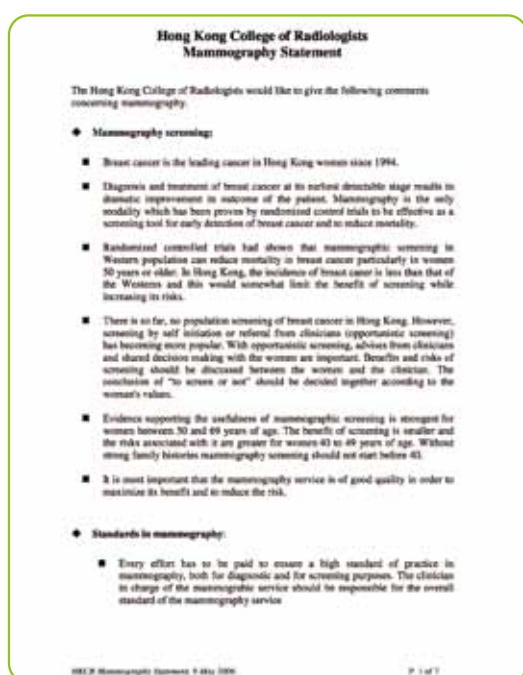 Hong Kong College of Radiologists
Mammography Statement
The Hong Kong College of Radiologists would like to give the following comments
concerning mammography.
◆ Mammography screening:
■ Breast cancer is the leading cancer in Hong Kong women since 1994.
■ Diagnosis and treatment of breast cancer at its earliest detectable stage results in
dramatic improvement in outcome of the patient. Mammography is the only
modality which has been proven by randomized control trials to be effective as a
screening tool for early detection of breast cancer and to reduce mortality.
■ Randomized controlled trials had shown that mammographic screening in
Western population can reduce mortality in breast cancer particularly in women
50 years or older. In Hong Kong, the incidence of breast cancer is less than that of
the Westerns and this would somewhat limit the benefit of screening while
increasing its risks.
■ There is so far, no population screening of breast cancer in Hong Kong. However,
screening by self initiation or referral from clinicians (opportunistic screening)
has becoming more popular. With opportunistic screening, advises from clinicians
and shared decision making with the women are important. Benefits and risks of
screening should be discussed between the women and the clinician. The
conclusion of "to screen or not" should be decided together according to the
woman's values.
■ Evidence supporting the usefulness of mammographic screening is strongest for
women between 50 and 69 years of age. The benefit of screening is smaller and
the risks associated with it are greater for women 40 to 49 years of age. Without
strong family histories mammography screening should not start before 40.
■ It is most important that the mammography service is of good quality in order to
maximize its benefit and to reduce the risk.
◆ Standards in mammography:
■ Every effort has to be paid to ensure a high standard of practice in
mammography, both for diagnostic and for screening purposes. The clinician
in charge of the mammographic service should be responsible for the overall
standard of the mammography service
HKCR Mammography Statement 9 May 2006
P. 1 of 7